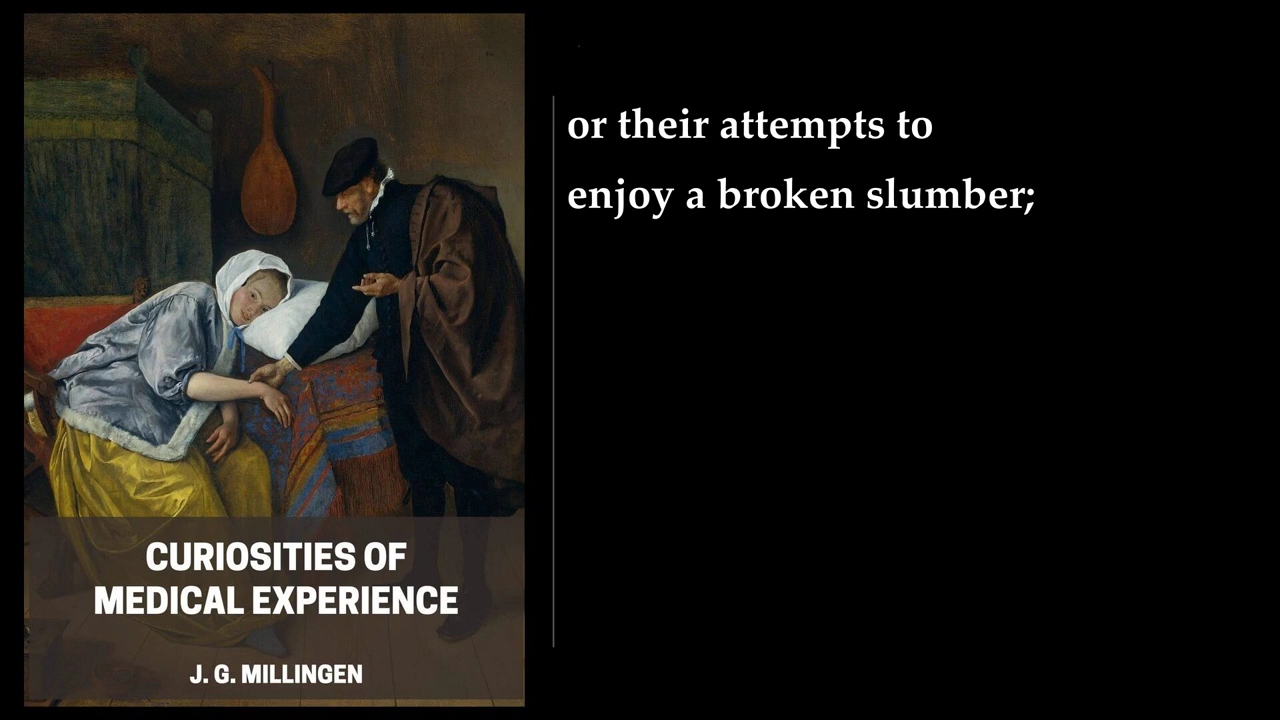 or their attempts to
enjoy a broken slumber;
CURIOSITIES OF
MEDICAL EXPERIENCE
J. G. MILLINGEN